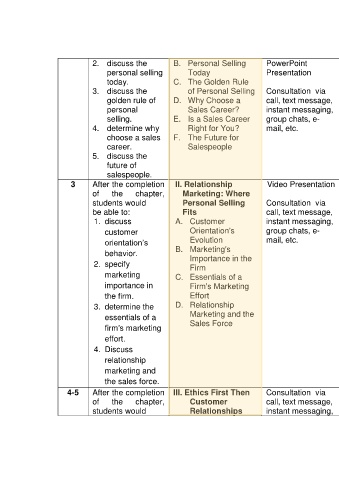 2. discuss the
personal selling
today.
3. discuss the
golden rule of
personal
selling.
4. determine why
choose a sales
career.
5. discuss the
future of
salespeople.
B. Personal Selling
Today
C. The Golden Rule
of Personal Selling
D. Why Choose a
Sales Career?
E. Is a Sales Career
Right for You?
F. The Future for
Salespeople
PowerPoint
Presentation
Consultation via
call, text message,
instant messaging,
group chats, e-
mail, etc.
3
After the completion
of the chapter,
students would
be able to:
1. discuss
customer
orientation's
behavior.
2. specify
marketing
importance in
the firm.
3. determine the
essentials of a
firm's marketing
effort.
4. Discuss
relationship
marketing and
the sales force.
II. Relationship
Marketing: Where
Personal Selling
Fits
A. Customer
Orientation's
Evolution
B. Marketing's
Importance in the
Firm
C. Essentials of a
Firm's Marketing
Effort
D. Relationship
Marketing and the
Sales Force
Video Presentation
Consultation via
call, text message,
instant messaging,
group chats, e-
mail, etc.
4-5
After the completion
of the chapter,
students would
III. Ethics First Then
Customer
Relationships
Consultation via
call, text message,
instant messaging,